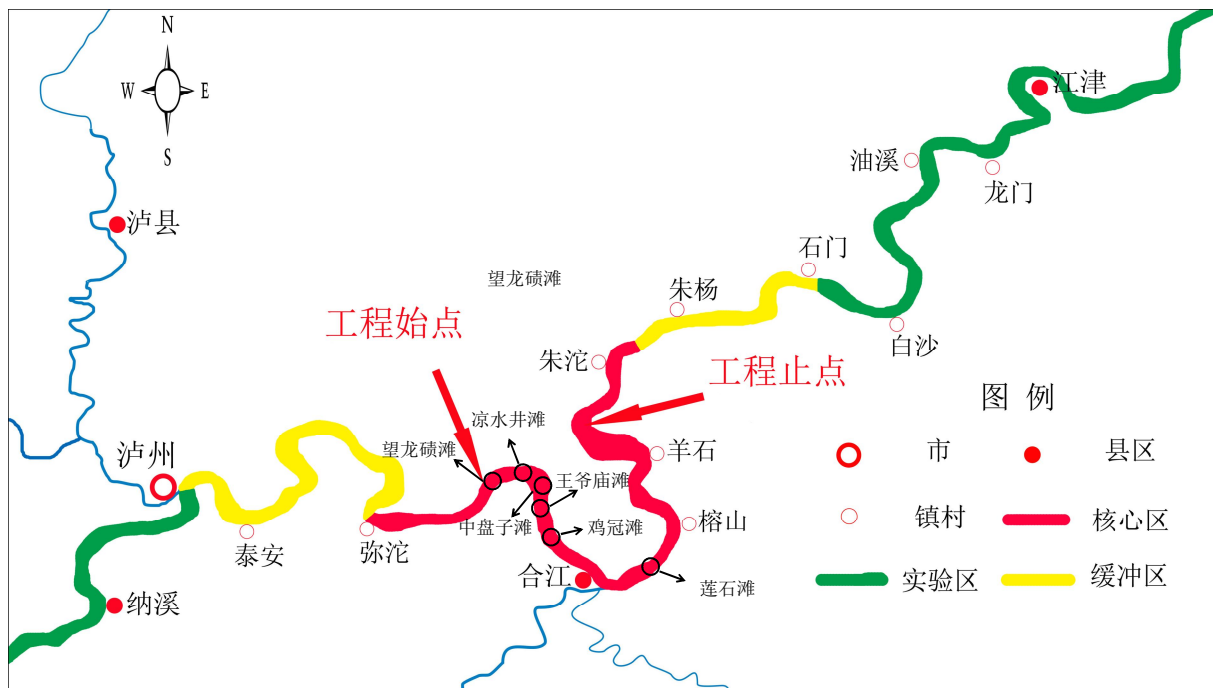 N
W
E
S
江津
油溪
龙门
泸县
石门
望龙碛滩
朱杨
工程始点
白沙
朱沱
工程止点
图 例
凉水井滩
望龙碛滩
泸州
羊石
市
县区
王爷庙滩
中盘子滩
鸡冠滩
榕山
镇村
核心区
泰安
弥沱
合江
莲石滩
实验区
缓冲区
纳溪